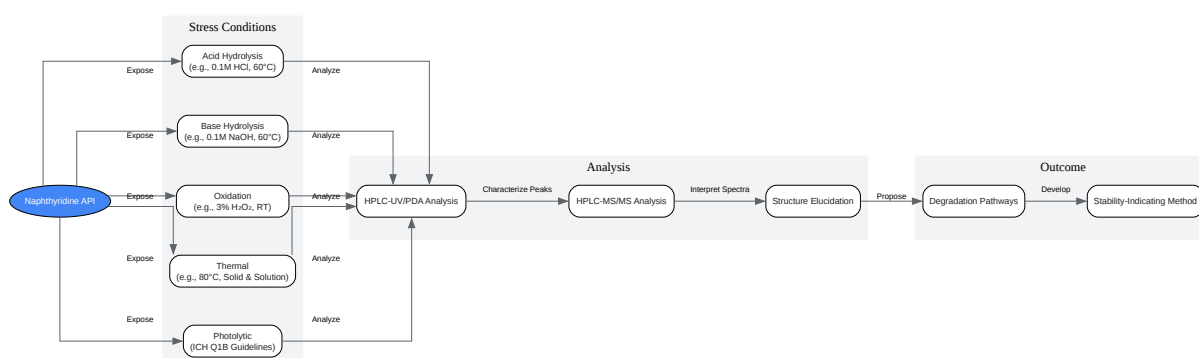 Stress Conditions
Acid Hydrolysis
(e.g., 0.1M HCl, 60°C)
Expose
Analyze
Base Hydrolysis
(e.g., 0.1M NaOH, 60°C)
Expose
Analyze
Analysis
Outcome
Naphthyridine API
Expose
Oxidation
(e.g., 3% H₂O₂, RT)
Analyze
HPLC-UV/PDA Analysis
Characterize Peaks
HPLC-MS/MS Analysis
Interpret Spectra
Structure Elucidation
Propose
Degradation Pathways
Develop
Stability-Indicating Method
Expose
Thermal
(e.g., 80°C, Solid & Solution)
Analyze
Expose
Photolytic
(ICH Q1B Guidelines)
Analyze